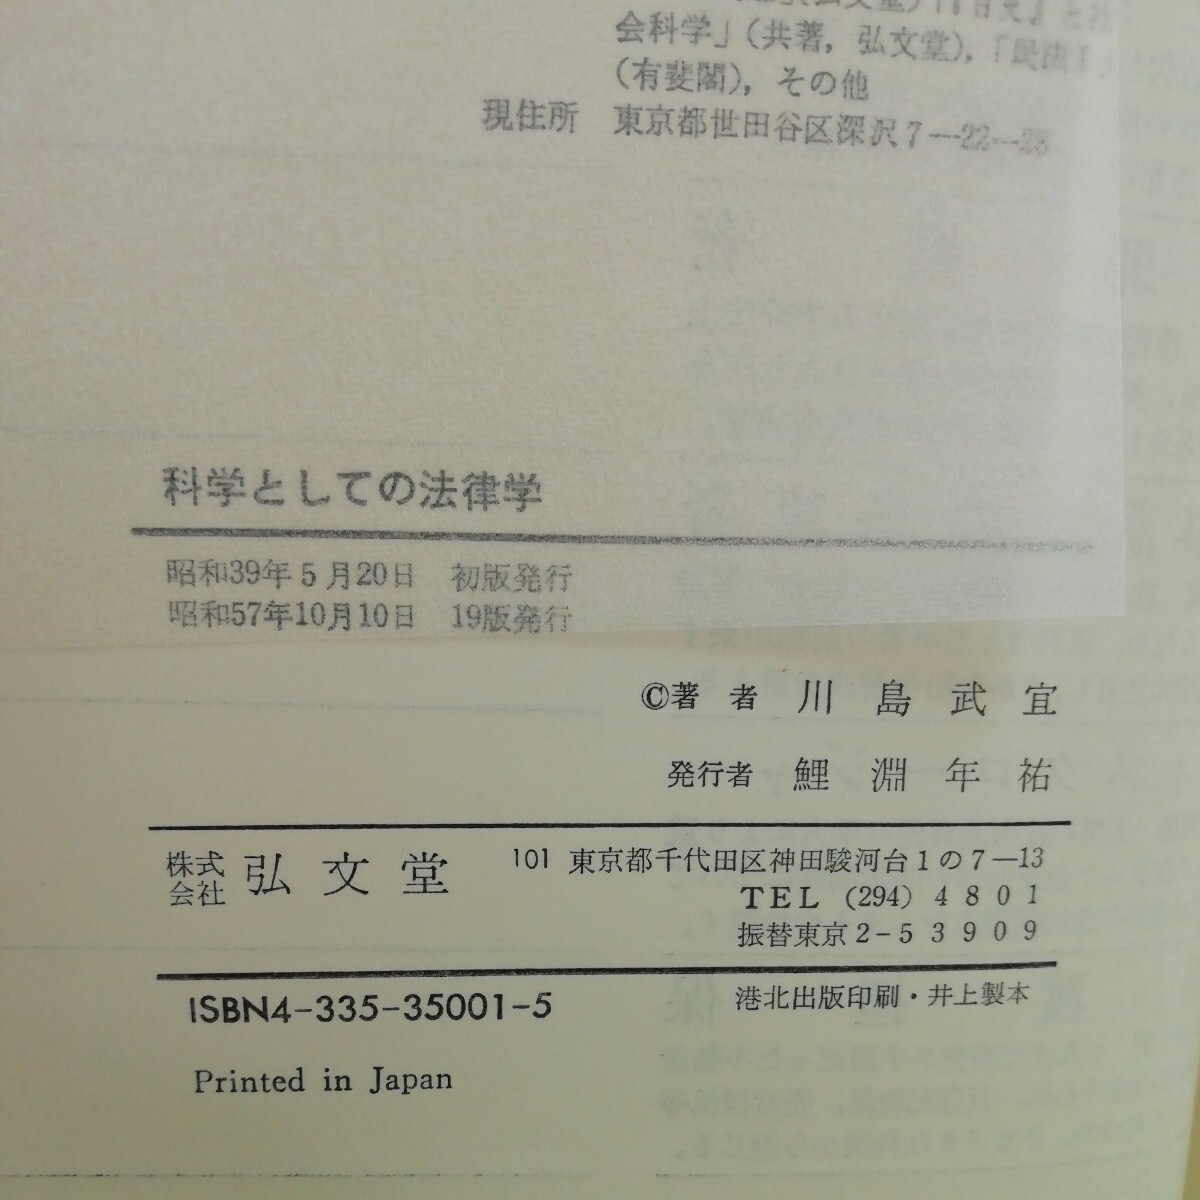 会科学」(共著, 弘文堂), 「民法Ⅰ
(有斐閣), その他
現住所 東京都世田谷区深沢7—22—28
科学としての法律学
昭和39年5月20日 初版発行
昭和57年10月10日 19版発行
©著者 川島武宜
発行者 鯉淵年祐
株式会社 弘文堂 101 東京都千代田区神田駿河台1の7—13
TEL (294) 4801
振替東京2-53909
ISBN4-335-35001-5
港北出版印刷・井上製本
Printed in Japan